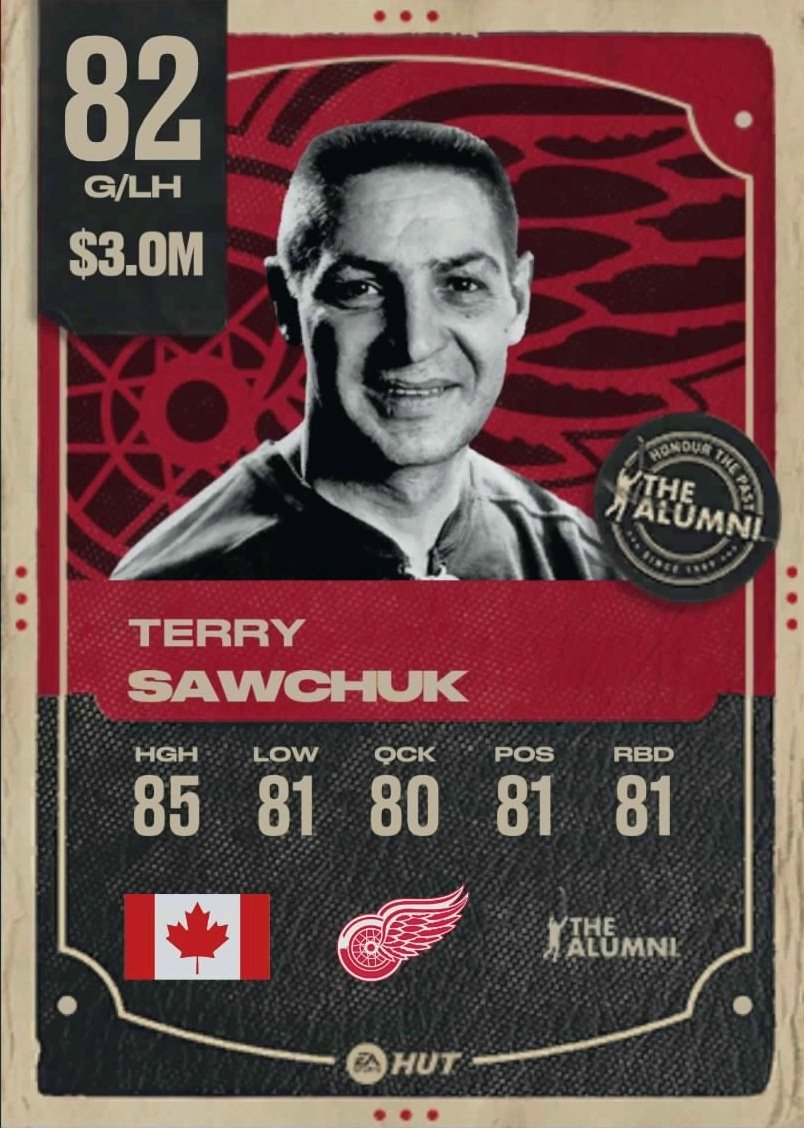 82
G/LH
$3.0M
HONOUR THE PAST
THE
ALUMNI
TERRY
SAWCHUK
HGH LOW QCK POS RBD
85 81 80 81 81
THE
ALUMNI
EA
HUT